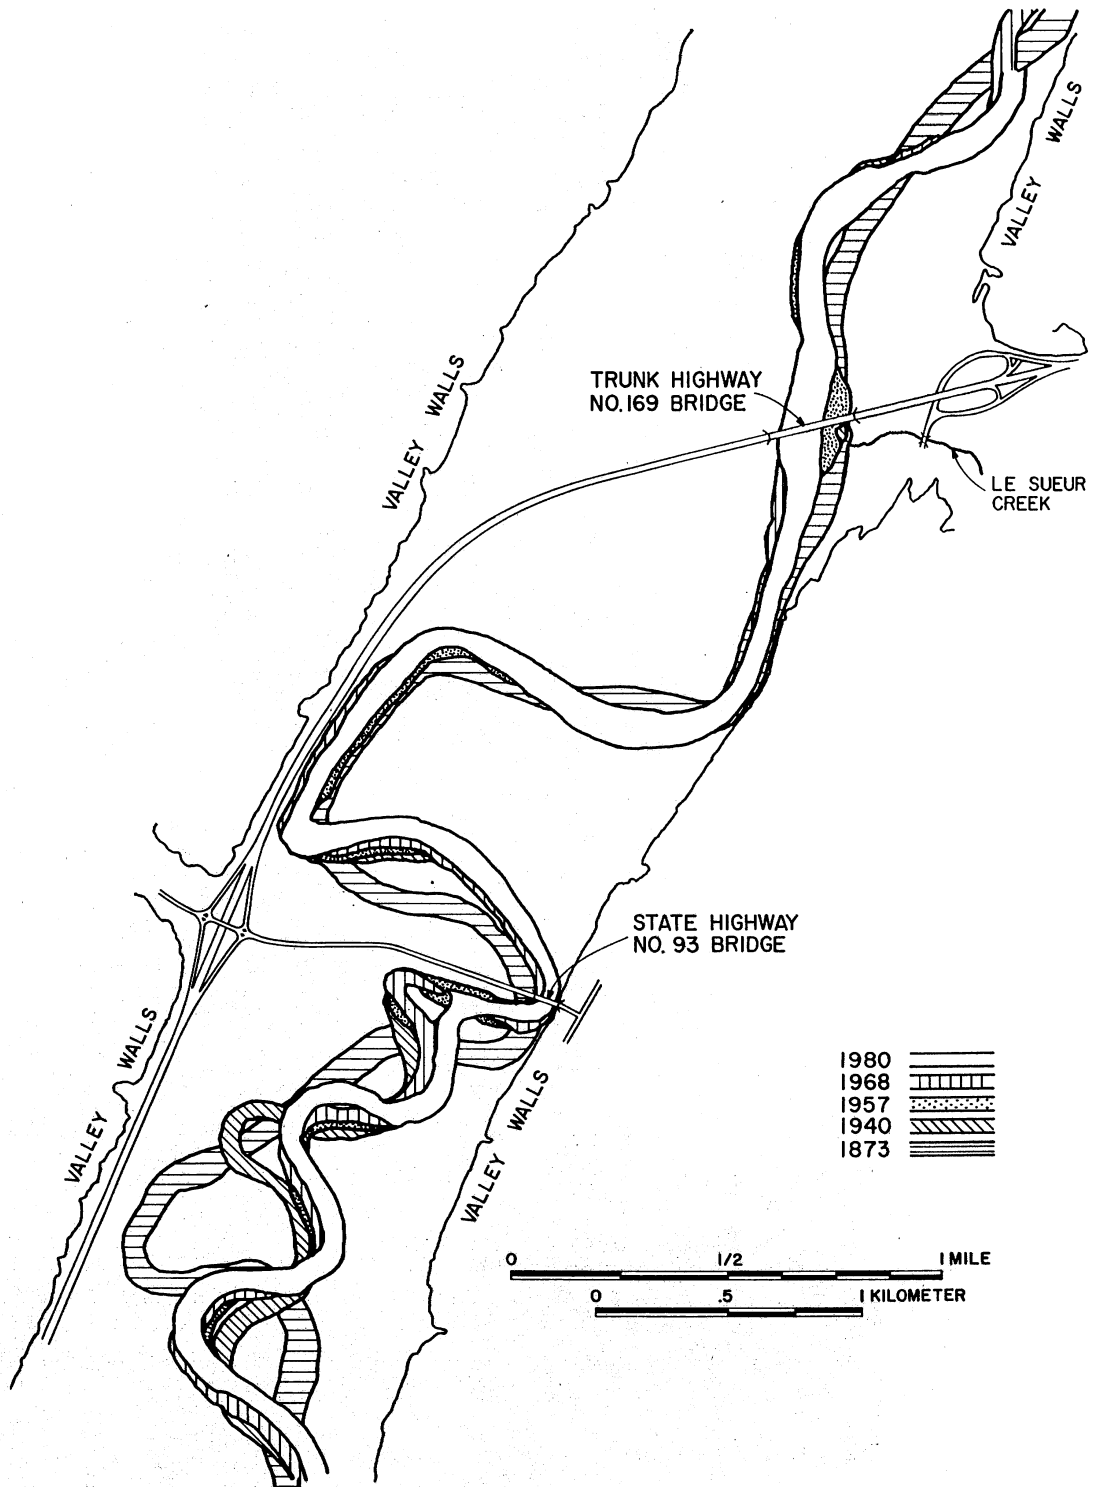 VALLEY WALLS
VALLEY WALLS
TRUNK HIGHWAY
NO. 169 BRIDGE
LE SUEUR
CREEK
STATE HIGHWAY
NO. 93 BRIDGE
VALLEY WALLS
VALLEY WALLS
1980
1968
1957
1940
1873
0 1/2 1 MILE
0 .5 1 KILOMETER